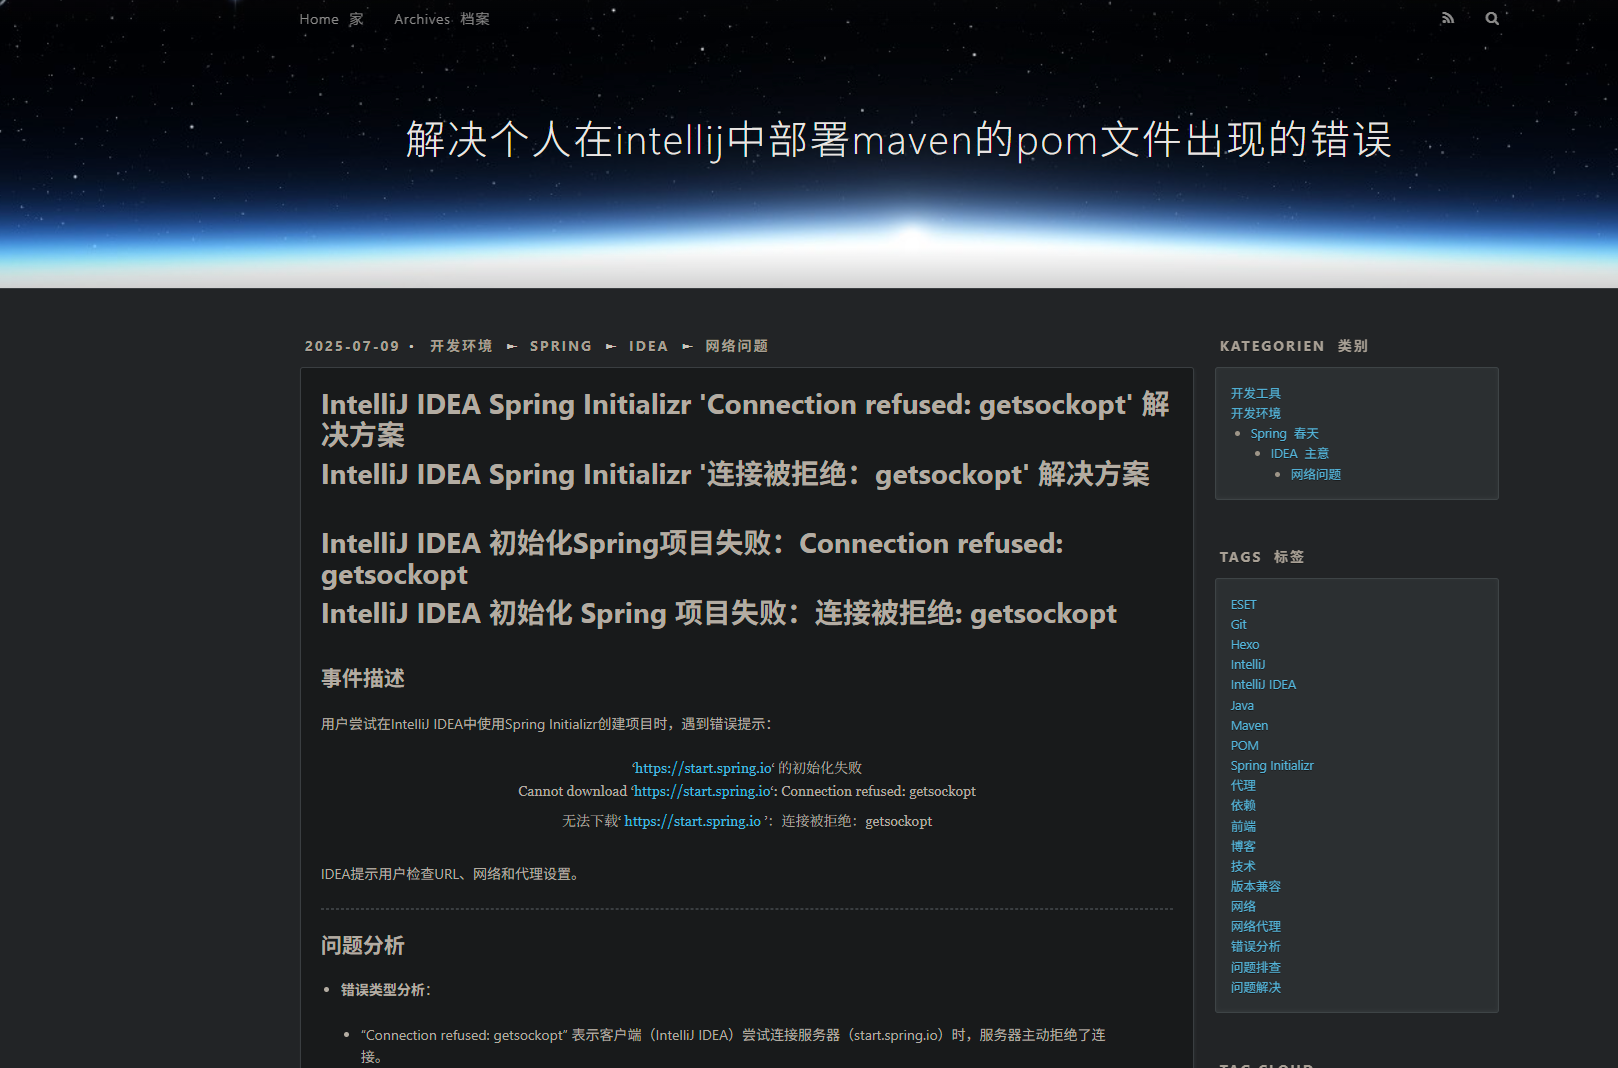 Home 家 Archives 档案
解决个人在intellij中部署maven的pom文件出现的错误
2025-07-09 • 开发环境 ► SPRING ► IDEA ► 网络问题
IntelliJ IDEA Spring Initializr 'Connection refused: getsockopt' 解
决方案
IntelliJ IDEA Spring Initializr '连接被拒绝：getsockopt' 解决方案
IntelliJ IDEA 初始化Spring项目失败：Connection refused:
getsockopt
IntelliJ IDEA 初始化 Spring 项目失败：连接被拒绝: getsockopt
事件描述
用户尝试在IntelliJ IDEA中使用Spring Initializr创建项目时，遇到错误提示：
‘https://start.spring.io‘ 的初始化失败
Cannot download ‘https://start.spring.io‘: Connection refused: getsockopt
无法下载‘ https://start.spring.io ’：连接被拒绝：getsockopt
IDEA提示用户检查URL、网络和代理设置。
问题分析
• 错误类型分析：
• “Connection refused: getsockopt” 表示客户端（IntelliJ IDEA）尝试连接服务器（start.spring.io）时，服务器主动拒绝了连
接。
KATEGORIEN 类别
开发工具
开发环境
• Spring 春天
• IDEA 主意
• 网络问题
TAGS 标签
ESET
Git
Hexo
IntelliJ
IntelliJ IDEA
Java
Maven
POM
Spring Initializr
代理
依赖
前端
博客
技术
版本兼容
网络
网络代理
错误分析
问题排查
问题解决
TAG CLOUD